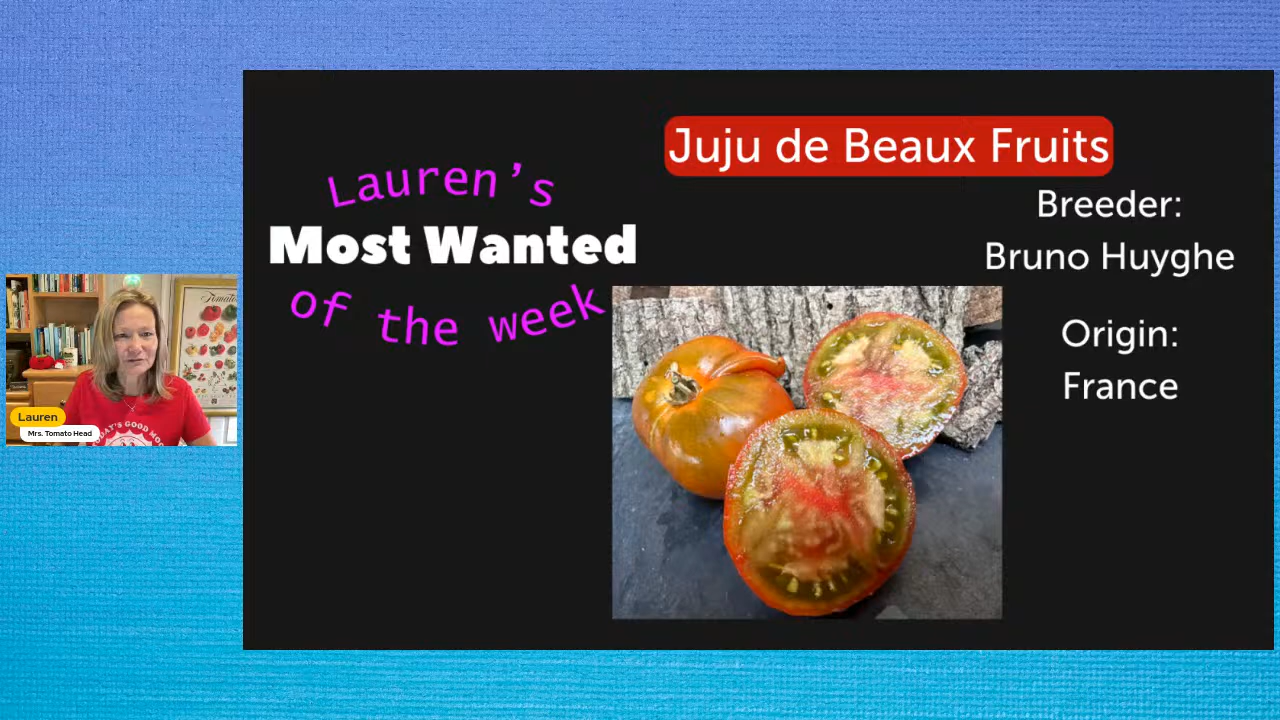 Lauren's
Most Wanted
of the week
Juju de Beaux Fruits
Breeder:
Bruno Huyghe
Origin:
France
Lauren
Mrs. Tomato Head